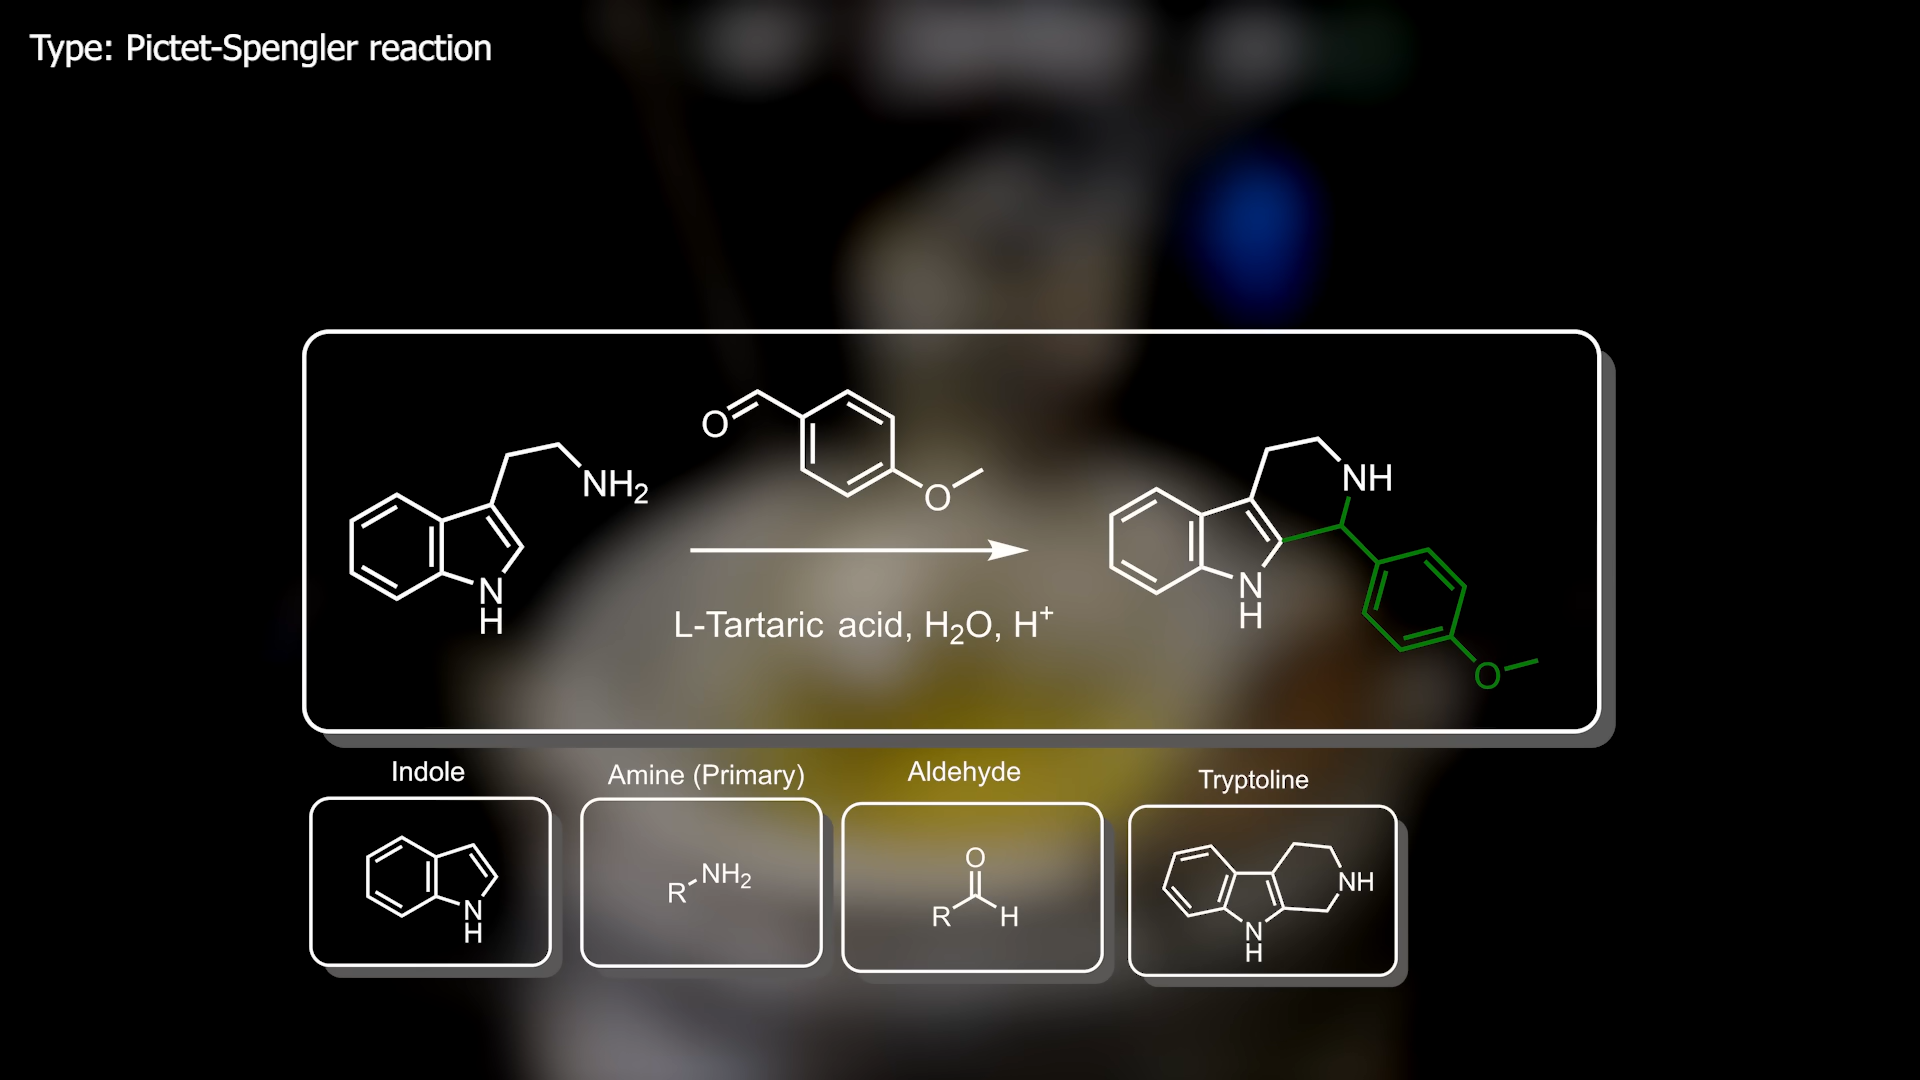 Type: Pictet-Spengler reaction
O
NH2
O
N
H
L-Tartaric acid, H2O, H+
NH
N
H
O
Indole
Amine (Primary)
Aldehyde
Tryptoline
N
H
R
NH2
O
R
H
NH
N
H